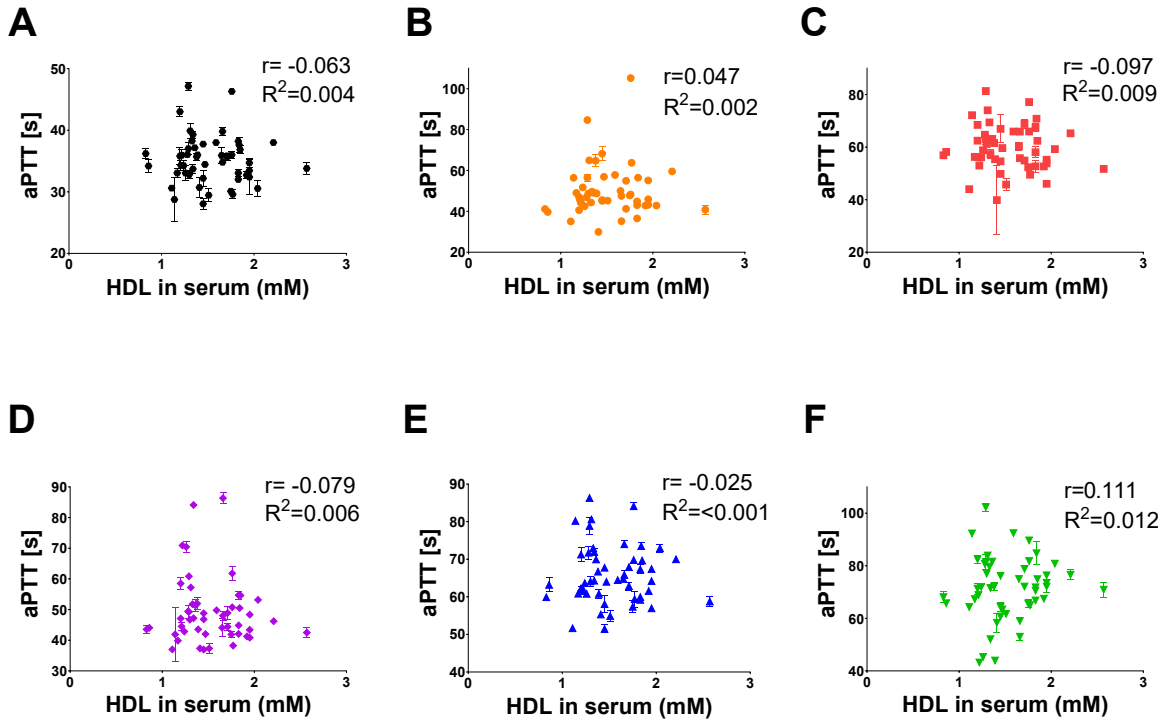 A
r= -0.063
R²=0.004
aPTT [s]
50
40
30
20
0
1
2
3
HDL in serum (mM)
B
r=0.047
R²=0.002
aPTT [s]
100
80
60
40
20
0
1
2
3
HDL in serum (mM)
C
r= -0.097
R²=0.009
aPTT [s]
80
60
40
20
0
1
2
3
HDL in serum (mM)
D
r= -0.079
R²=0.006
aPTT [s]
90
80
70
60
50
40
30
0
1
2
3
HDL in serum (mM)
E
r= -0.025
R²=<0.001
aPTT [s]
90
80
70
60
50
40
0
1
2
3
HDL in serum (mM)
F
r=0.111
R²=0.012
aPTT [s]
100
80
60
40
0
1
2
3
HDL in serum (mM)